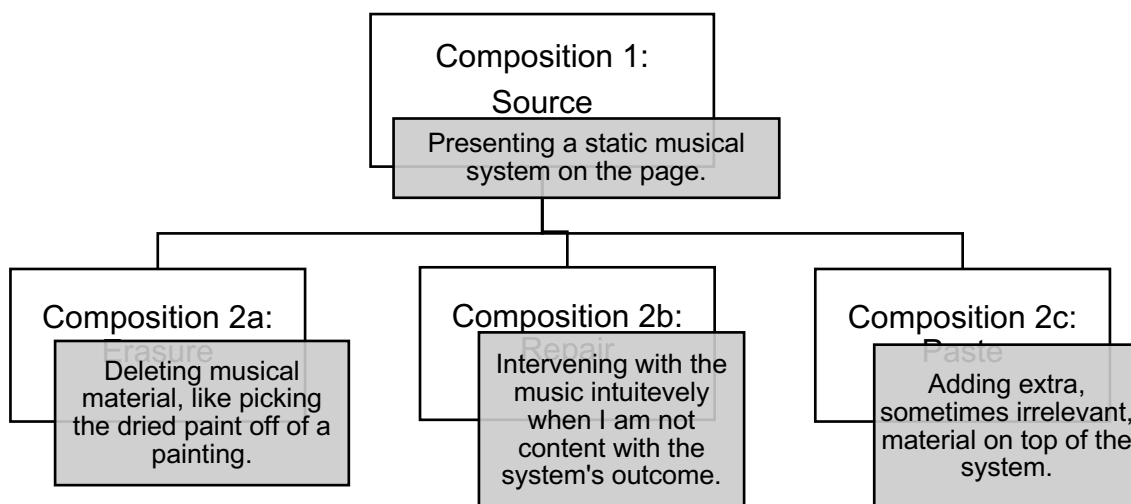 Composition 1:
Source
Presenting a static musical
system on the page.
Composition 2a:
Erasure
Deleting musical
material, like picking
the dried paint off of a
painting.
Composition 2b:
Repair
Intervening with the
music intuitevely
when I am not
content with the
system's outcome.
Composition 2c:
Paste
Adding extra,
sometimes irrelevant,
material on top of the
system.